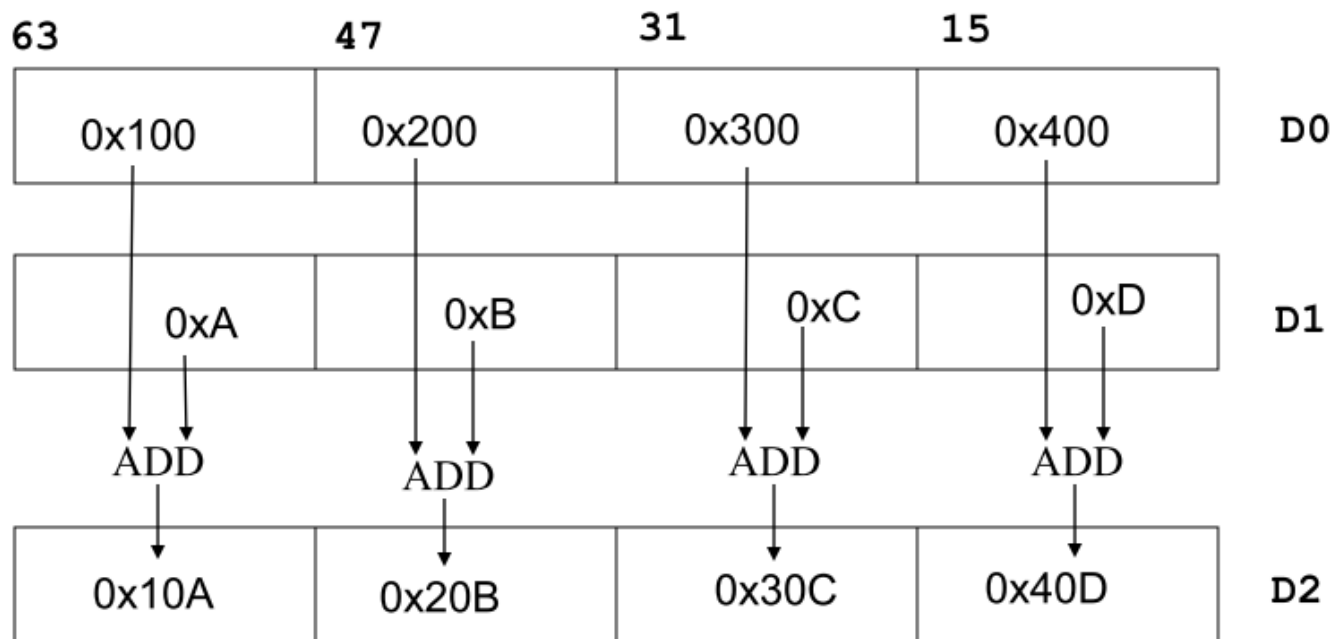 63 47 31 15
0x100 0x200 0x300 0x400 D0
0xA 0xB 0xC 0xD D1
ADD ADD ADD ADD
0x10A 0x20B 0x30C 0x40D D2